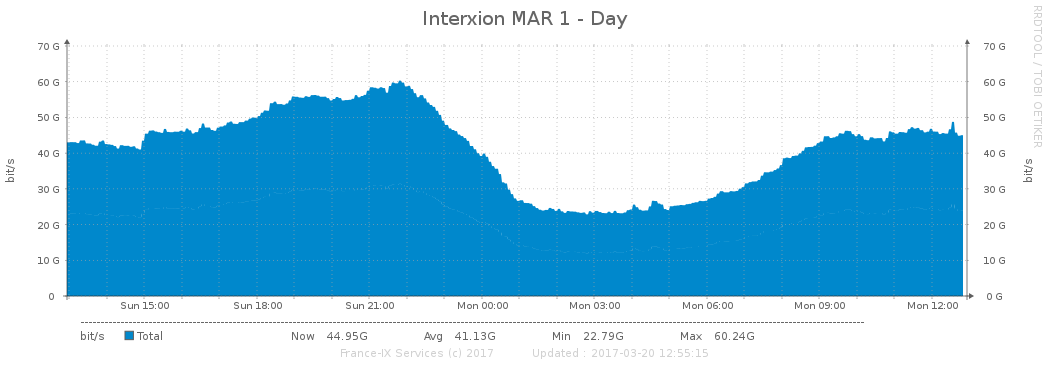 Interxion MAR 1 - Day
RRDTOOL / TOBI OETIKER
70 G 70 G
60 G 60 G
50 G 50 G
40 G 40 G
30 G 30 G
20 G 20 G
10 G 10 G
0 0 G
bit/s bit/s
Sun 15:00 Sun 18:00 Sun 21:00 Mon 00:00 Mon 03:00 Mon 06:00 Mon 09:00 Mon 12:00
bit/s Total Now 44.95G Avg 41.13G Min 22.79G Max 60.24G
France-IX Services (c) 2017 Updated : 2017-03-20 12:55:15